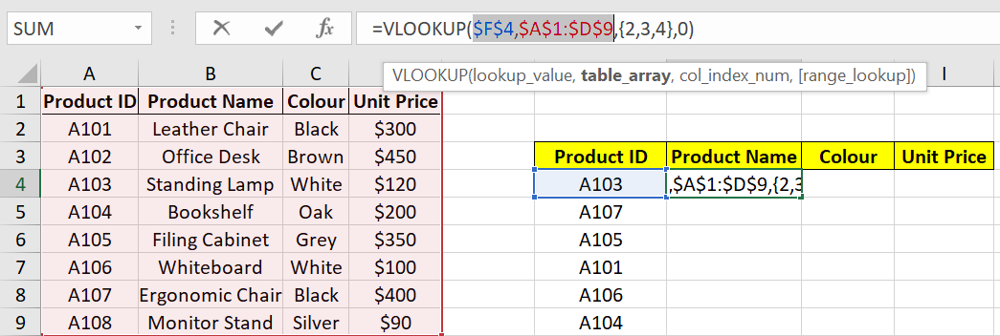 SUM fx =VLOOKUP($F$4,$A$1:$D$9,{2,3,4},0)
VLOOKUP(lookup_value, table_array, col_index_num, [range_lookup])
A B C I
1 Product ID Product Name Colour Unit Price
2 A101 Leather Chair Black $300
3 A102 Office Desk Brown $450 Product ID Product Name Colour Unit Price
4 A103 Standing Lamp White $120 A103 ,$A$1:$D$9,{2,3
5 A104 Bookshelf Oak $200 A107
6 A105 Filing Cabinet Grey $350 A105
7 A106 Whiteboard White $100 A101
8 A107 Ergonomic Chair Black $400 A106
9 A108 Monitor Stand Silver $90 A104